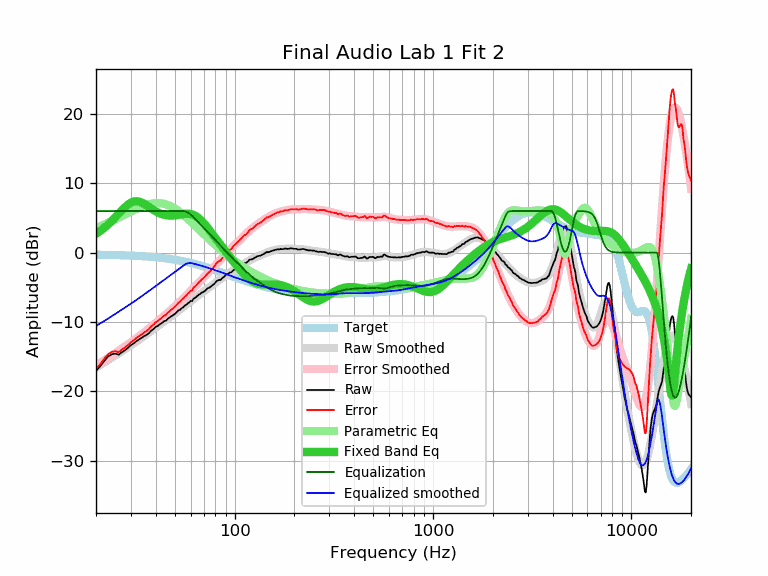 Final Audio Lab 1 Fit 2
Amplitude (dBr)
20
10
0
−10
−20
−30
Target
Raw Smoothed
Error Smoothed
Raw
Error
Parametric Eq
Fixed Band Eq
Equalization
Equalized smoothed
100
1000
10000
Frequency (Hz)